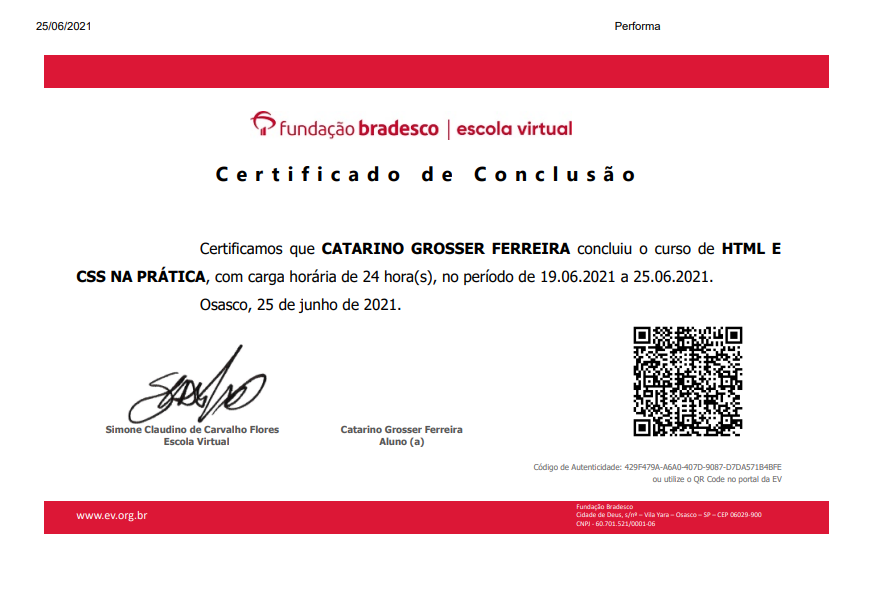 25/06/2021 Performa
fundação bradesco | escola virtual
Certificado de Conclusão
Certificamos que CATARINO GROSSER FERREIRA concluiu o curso de HTML E
CSS NA PRÁTICA, com carga horária de 24 hora(s), no período de 19.06.2021 a 25.06.2021.
Osasco, 25 de junho de 2021.
Simone Claudino de Carvalho Flores
Escola Virtual
Catarino Grosser Ferreira
Aluno (a)
Código de Autenticidade: 429F479A-A6A0-407D-9087-D7DA571B4BFE
ou utilize o QR Code no portal da EV
www.ev.org.br
Fundação Bradesco
Cidade de Deus, s/nº – Vila Yara – Osasco – SP – CEP 06029-900
CNPJ - 60.701.521/0001-06